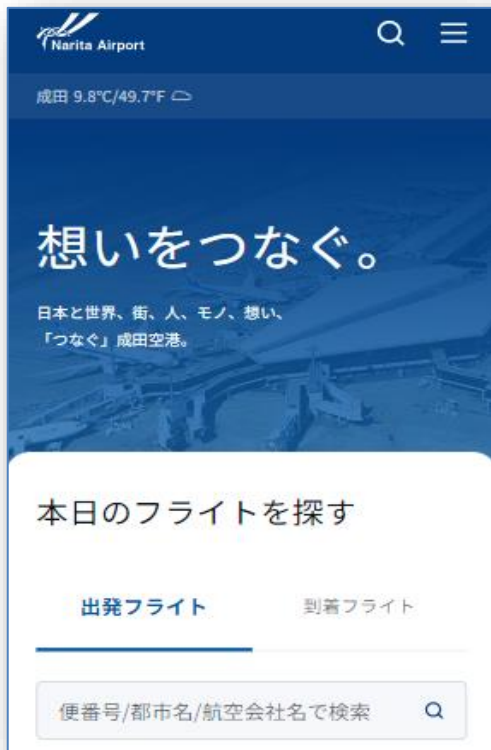 Narita Airport
成田 9.8℃/49.7°F
想いをつなぐ。
日本と世界、街、人、モノ、想い、
「つなぐ」成田空港。
本日のフライトを探す
出発フライト 到着フライト
便番号/都市名/航空会社名で検索